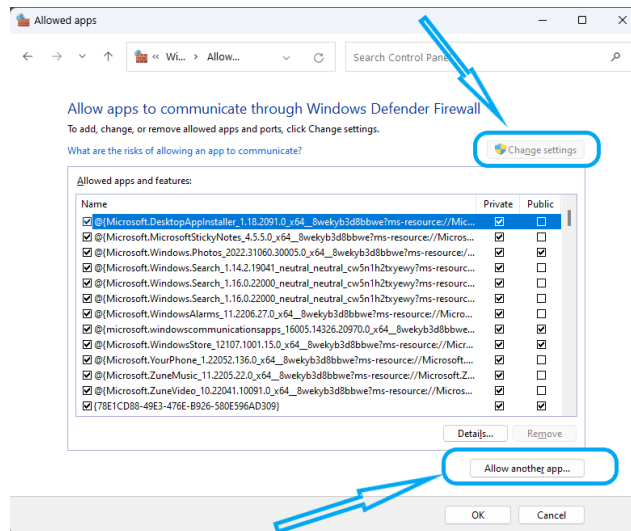 Allowed apps
« Wi... › Allow...
Search Control Pane
Allow apps to communicate through Windows Defender Firewall
To add, change, or remove allowed apps and ports, click Change settings.
What are the risks of allowing an app to communicate?
Change settings
Allowed apps and features:
Name Private Public
@{Microsoft.DesktopAppInstaller_1.18.2091.0_x64__8wekyb3d8bbwe?ms-resource://Mic...
@{Microsoft.MicrosoftStickyNotes_4.5.5.0_x64__8wekyb3d8bbwe?ms-resource://Micros...
@{Microsoft.Windows.Photos_2022.31060.30005.0_x64__8wekyb3d8bbwe?ms-resource:/...
@{Microsoft.Windows.Search_1.14.2.19041_neutral_neutral_cw5n1h2txyewy?ms-resourc...
@{Microsoft.Windows.Search_1.16.0.22000_neutral_neutral_cw5n1h2txyewy?ms-resourc...
@{Microsoft.Windows.Search_1.16.0.22000_neutral_neutral_cw5n1h2txyewy?ms-resourc...
@{Microsoft.WindowsAlarms_11.2206.27.0_x64__8wekyb3d8bbwe?ms-resource://Micros...
@{microsoft.windowscommunicationsapps_16005.14326.20970.0_x64__8wekyb3d8bbwe...
@{Microsoft.WindowsStore_12107.1001.15.0_x64__8wekyb3d8bbwe?ms-resource://Micr...
@{Microsoft.YourPhone_1.22052.136.0_x64__8wekyb3d8bbwe?ms-resource://Microsoft....
@{Microsoft.ZuneMusic_11.2205.22.0_x64__8wekyb3d8bbwe?ms-resource://Microsoft.Z...
@{Microsoft.ZuneVideo_10.22041.10091.0_x64__8wekyb3d8bbwe?ms-resource://Micros...
{78E1CD88-49E3-476E-B926-580E596AD309}
Details... Remove
Allow another app...
OK Cancel